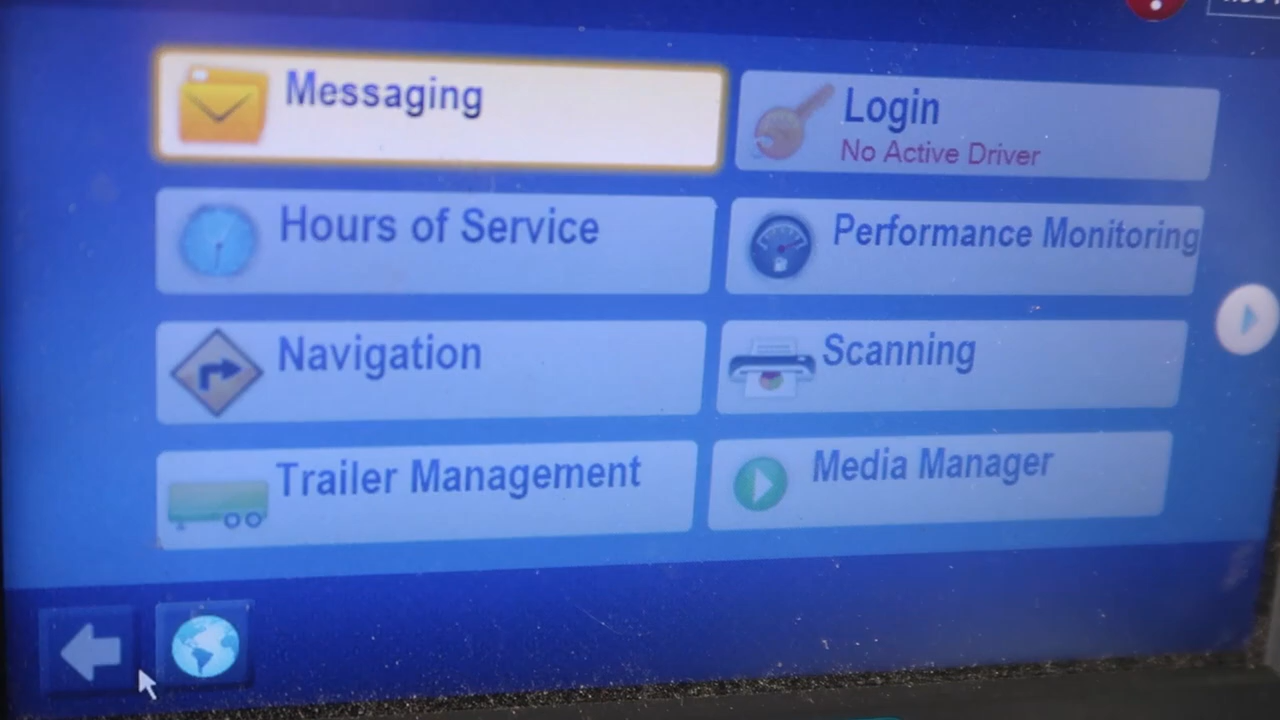 Messaging
Login
No Active Driver
Hours of Service
Performance Monitoring
Navigation
Scanning
Trailer Management
Media Manager